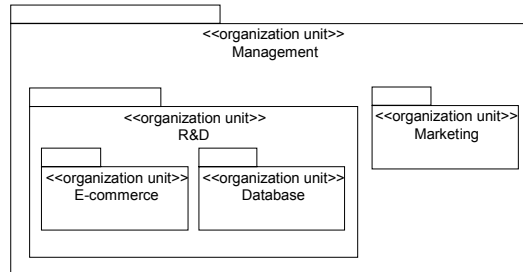 <<organization unit>>
Management
<<organization unit>>
R&D
<<organization unit>>
E-commerce
<<organization unit>>
Database
<<organization unit>>
Marketing